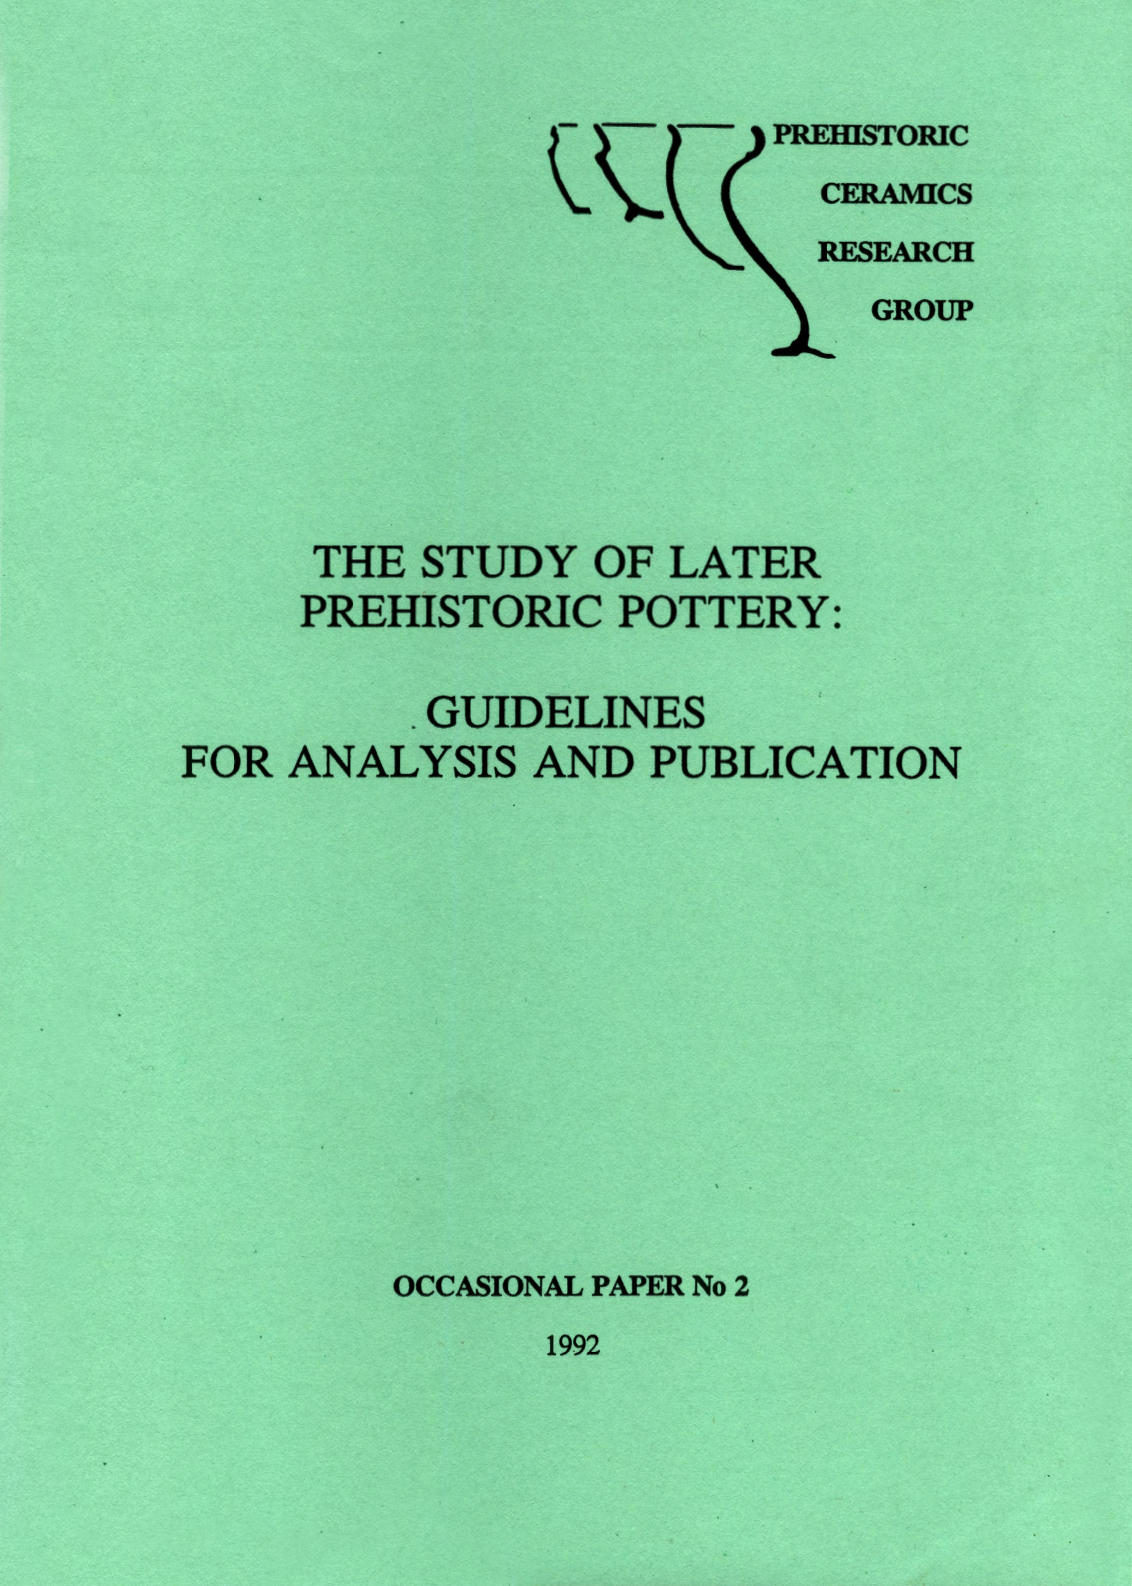 PREHISTORIC
CERAMICS
RESEARCH
GROUP
THE STUDY OF LATER
PREHISTORIC POTTERY:
GUIDELINES
FOR ANALYSIS AND PUBLICATION
OCCASIONAL PAPER No 2
1992